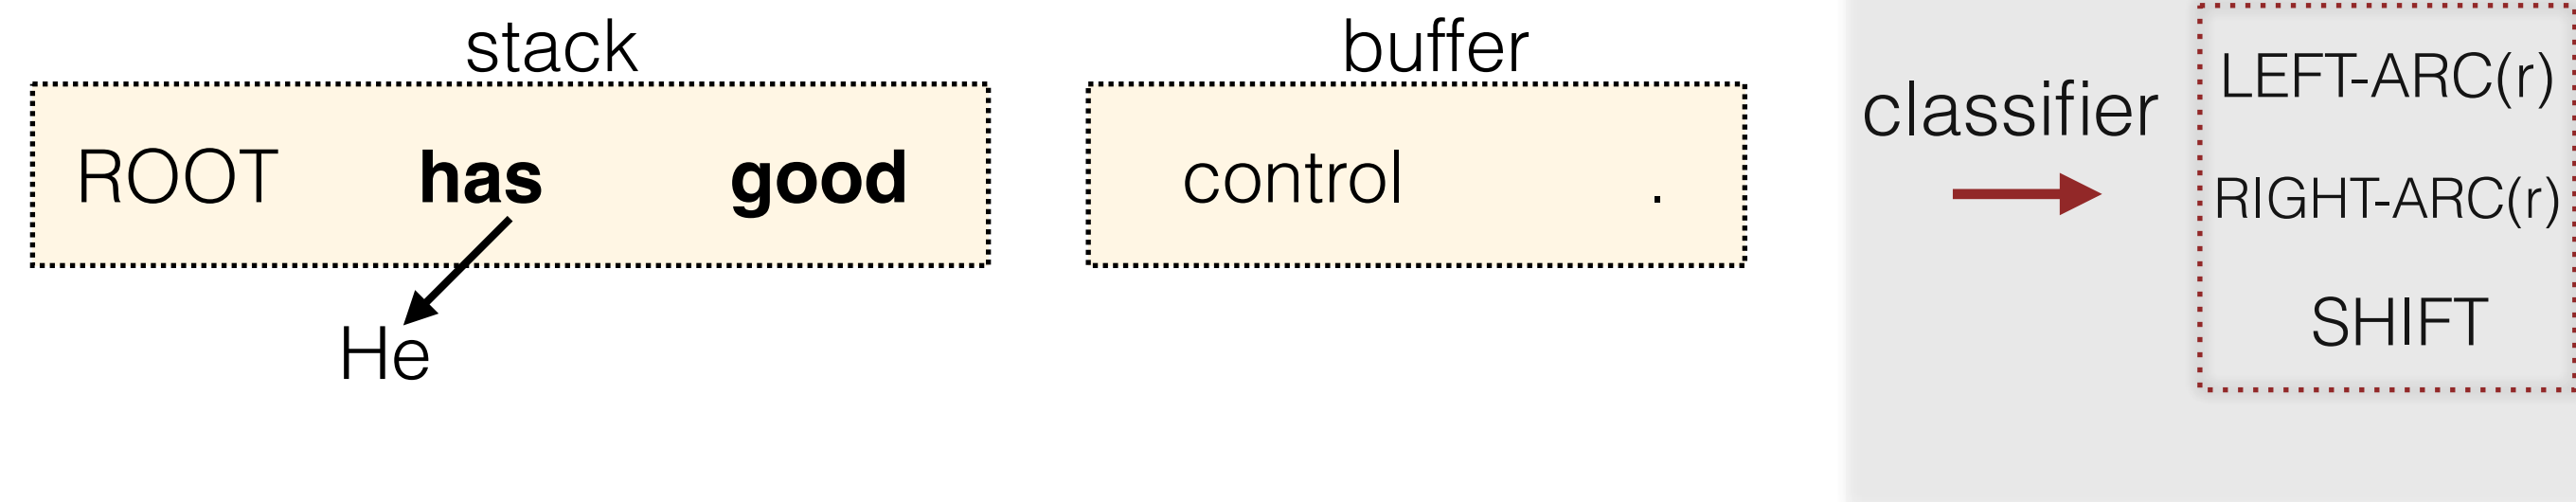 stack
buffer
ROOT has good
control .
He
classifier
LEFT-ARC(r)
RIGHT-ARC(r)
SHIFT